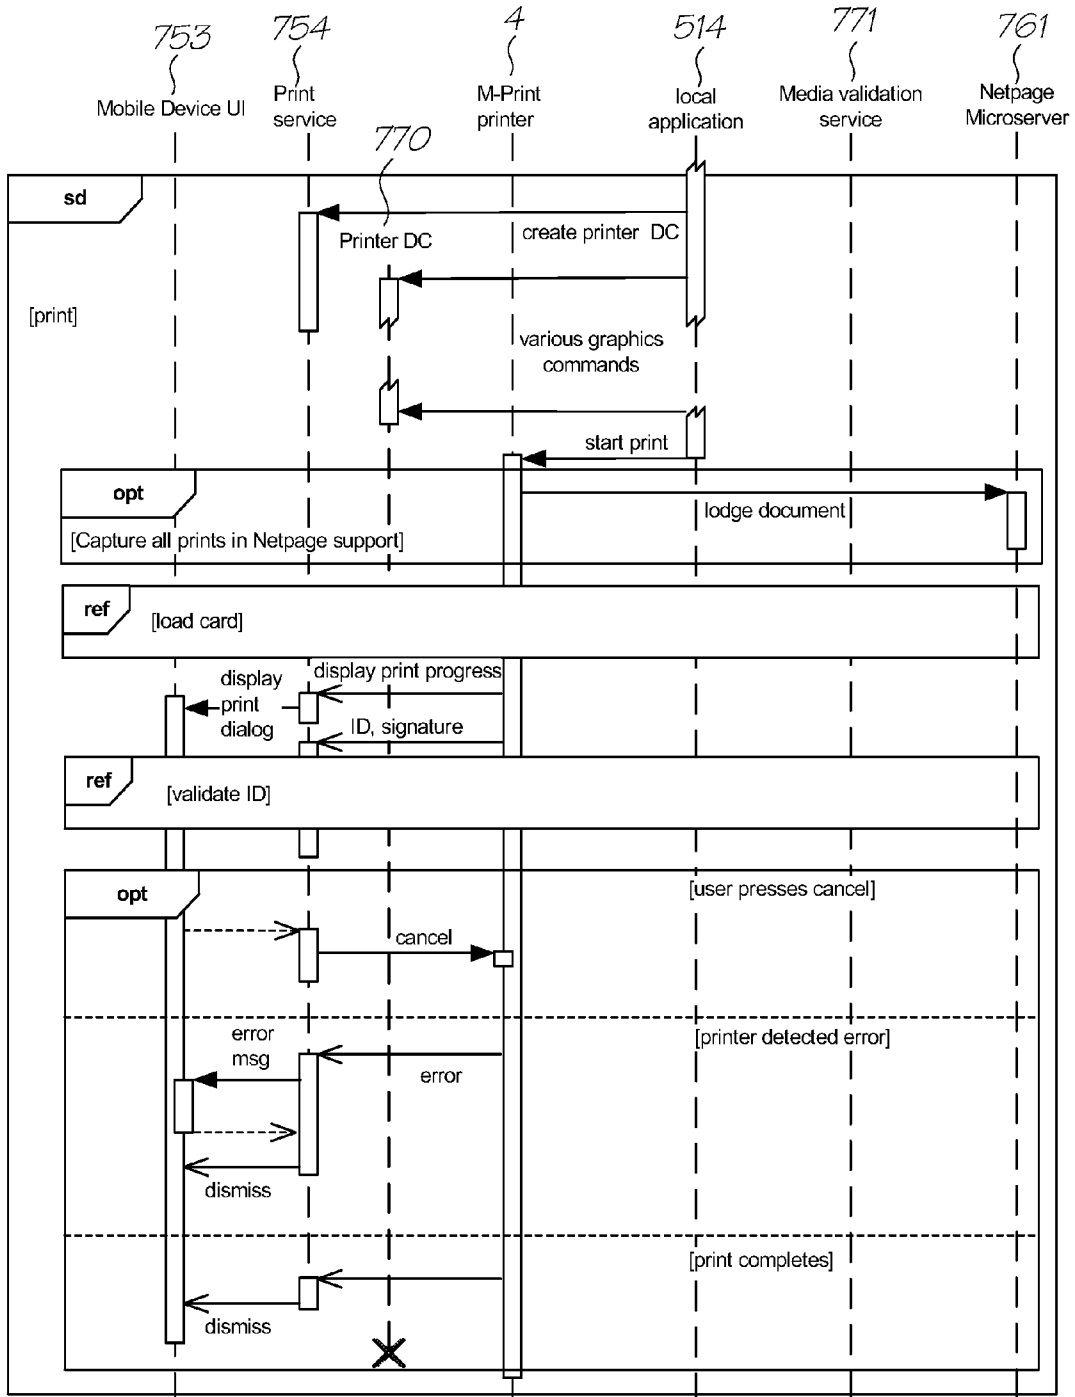 753
754
4
514
771
761
Mobile Device UI
Print
service
M-Print
printer
local
application
Media validation
service
Netpage
Microserver
770
sd
create printer DC
Printer DC
[print]
various graphics
commands
start print
opt
lodge document
[Capture all prints in Netpage support]
ref
[load card]
display print progress
display
print
dialog
ID, signature
ref
[validate ID]
opt
[user presses cancel]
cancel
[printer detected error]
error
msg
error
dismiss
[print completes]
dismiss